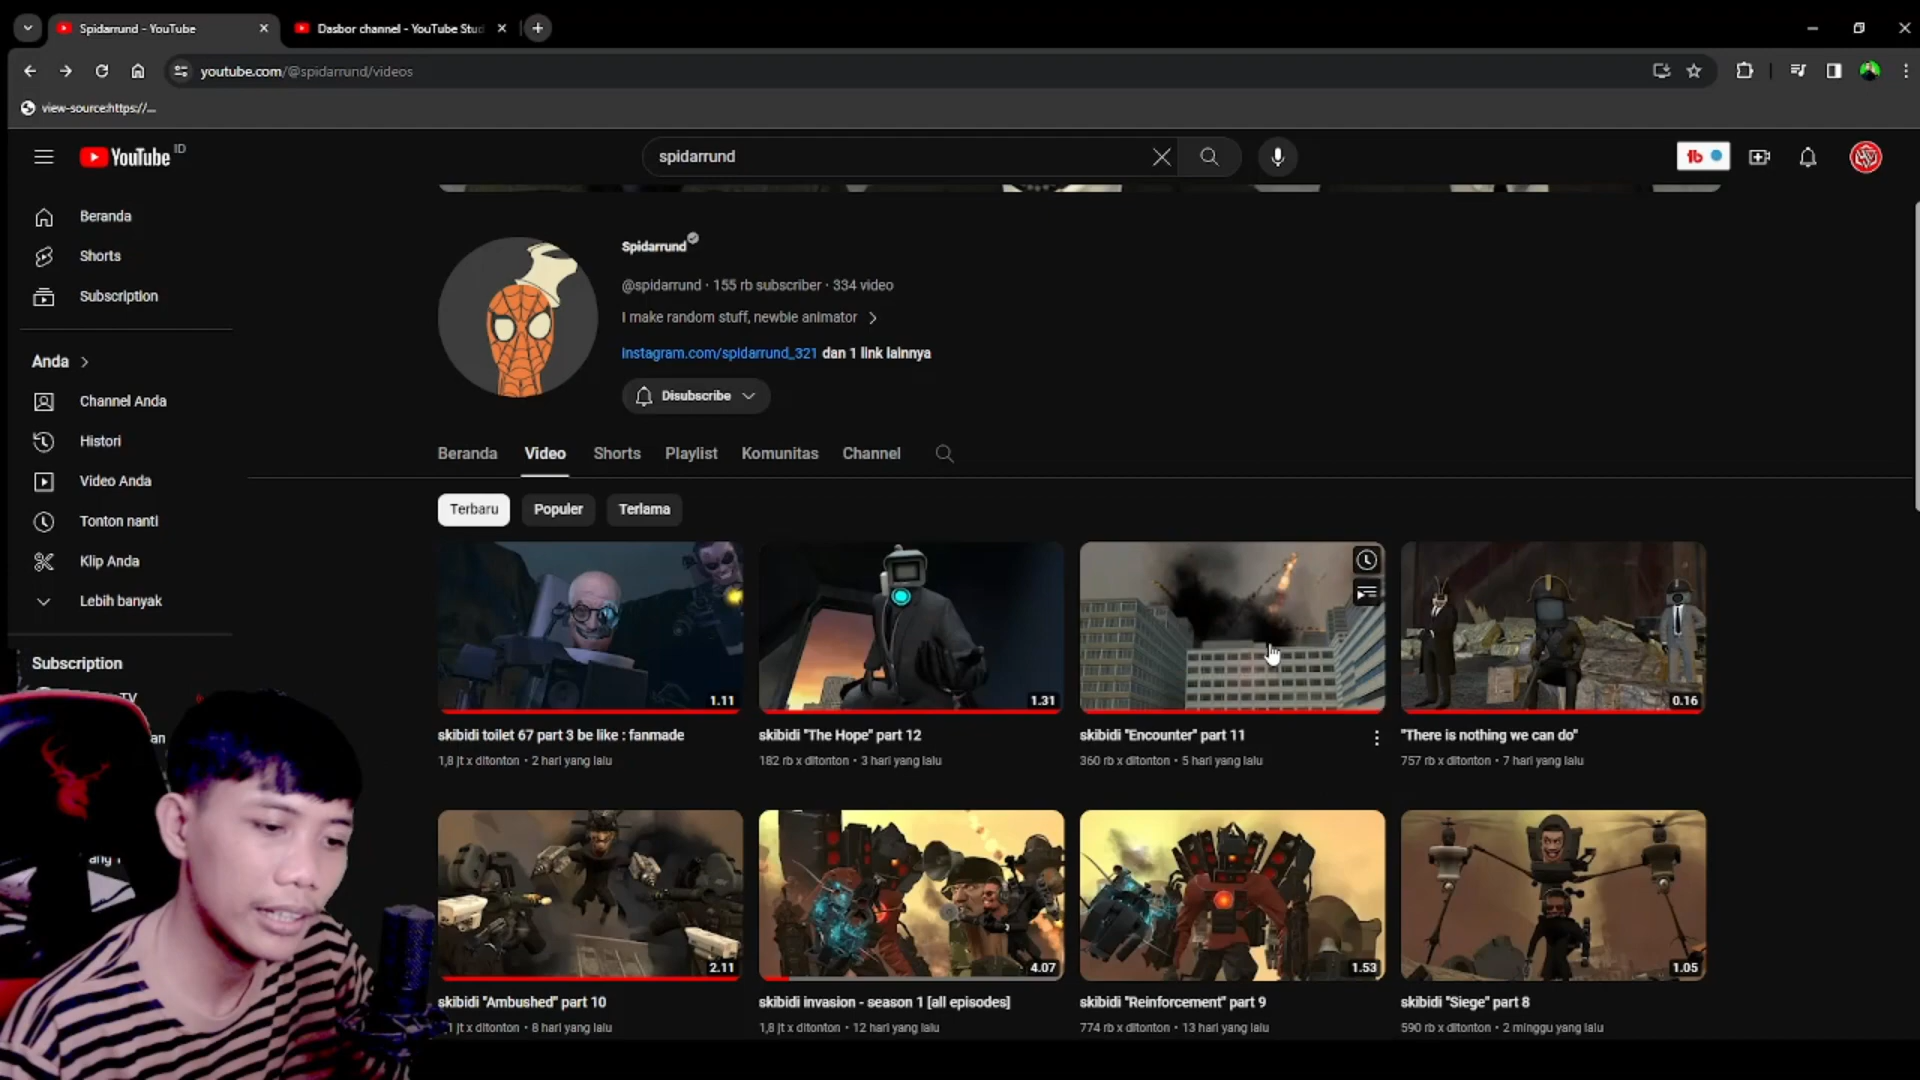 Spidarrund - YouTube
Dasbor channel - YouTube Stud
youtube.com/@spidarrund/videos
view-source:https://...
YouTube ID
spidarrund
Beranda
Shorts
Subscription
Anda
Channel Anda
Histori
Video Anda
Tonton nanti
Klip Anda
Lebih banyak
Subscription
TV
Spidarrund
@spidarrund · 155 rb subscriber · 334 video
I make random stuff, newbie animator
instagram.com/spidarrund_321 dan 1 link lainnya
Disubscribe
Beranda Video Shorts Playlist Komunitas Channel
Terbaru Populer Terlama
1.11 1.31 0.16
skibidi toilet 67 part 3 be like : fanmade
1,8 jt x ditonton · 2 hari yang lalu
skibidi "The Hope" part 12
182 rb x ditonton · 3 hari yang lalu
skibidi "Encounter" part 11
360 rb x ditonton · 5 hari yang lalu
"There is nothing we can do"
757 rb x ditonton · 7 hari yang lalu
2.11 4.07 1.53 1.05
skibidi "Ambushed" part 10
jt x ditonton · 8 hari yang lalu
skibidi invasion - season 1 [all episodes]
1,8 jt x ditonton · 12 hari yang lalu
skibidi "Reinforcement" part 9
774 rb x ditonton · 13 hari yang lalu
skibidi "Siege" part 8
590 rb x ditonton · 2 minggu yang lalu